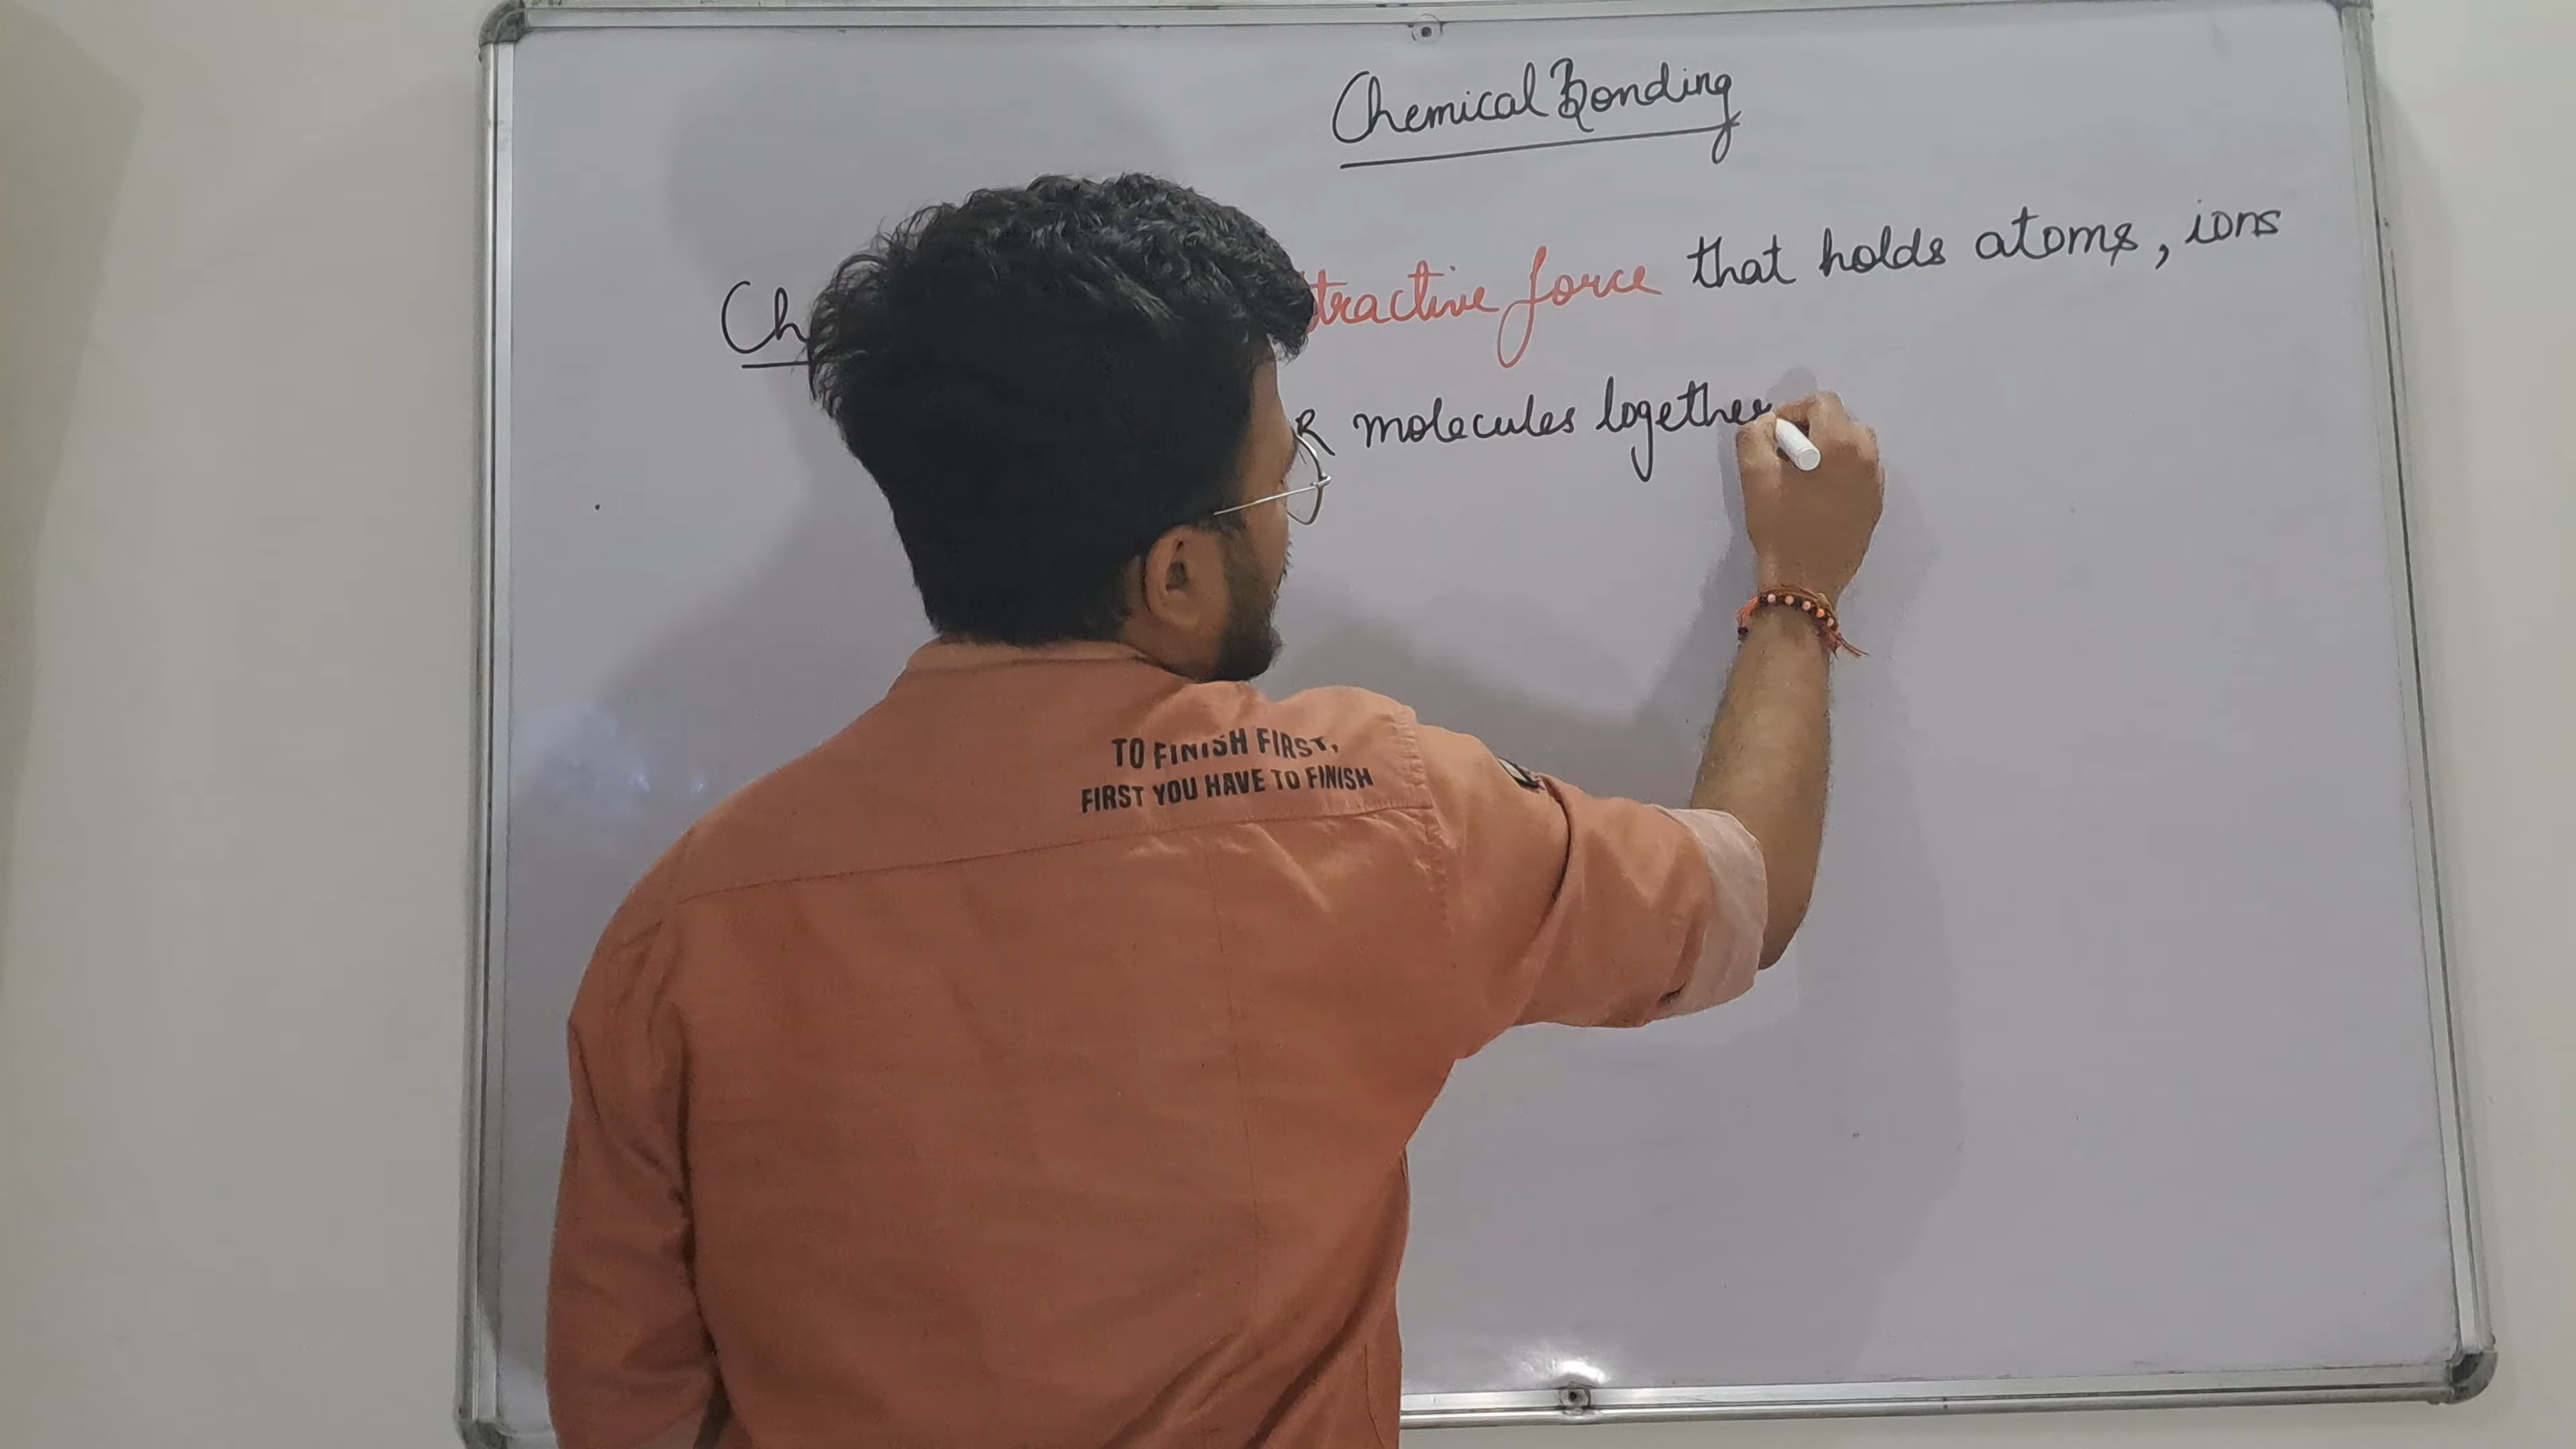 Chemical Bonding
Ch tractive force that holds atoms, ions
R molecules together
TO FINISH FIRST,
FIRST YOU HAVE TO FINISH